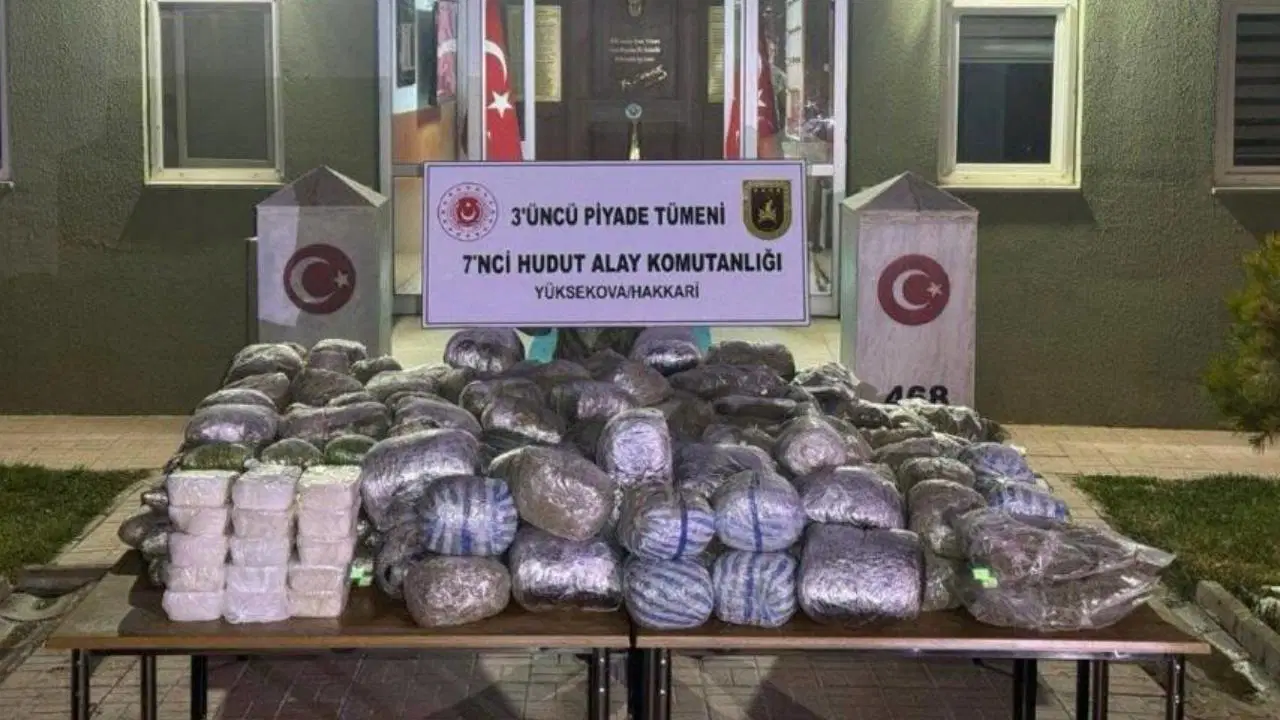 3'ÜNCÜ PİYADE TÜMENİ
7'NCİ HUDUT ALAY KOMUTANLIĞI
YÜKSEKOVA/HAKKARİ
468